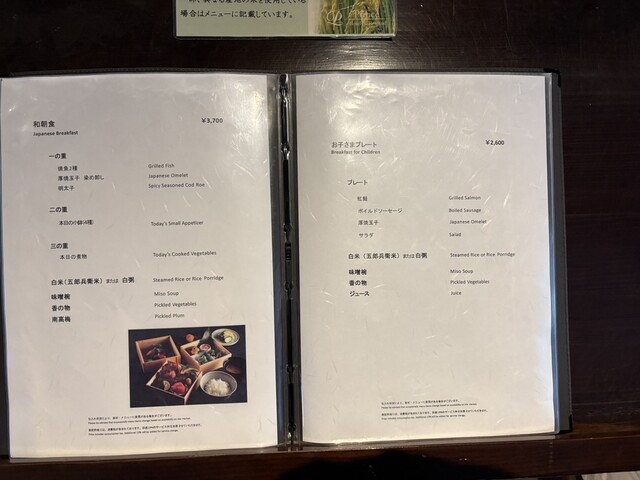 場合はメニューに記載しています。
和朝食
¥3,700
Japanese Breakfast
一の重
焼魚2種 Grilled Fish
厚焼玉子 染め卸し Japanese Omelet
明太子 Spicy Seasoned Cod Roe
二の重
本日の小鉢(4種) Today's Small Appetizer
三の重
本日の煮物 Today's Cooked Vegetables
白米(五郎兵衛米)または 白粥 Steamed Rice or Rice Porridge
味噌椀 Miso Soup
香の物 Pickled Vegetables
南高梅 Pickled Plum
お子さまプレート
¥2,600
Breakfast for Children
プレート
紅鮭 Grilled Salmon
ボイルドソーセージ Boiled Sausage
厚焼玉子 Japanese Omelet
サラダ Salad
白米(五郎兵衛米)または 白粥 Steamed Rice or Rice Porridge
味噌椀 Miso Soup
香の物 Pickled Vegetables
ジュース Juice